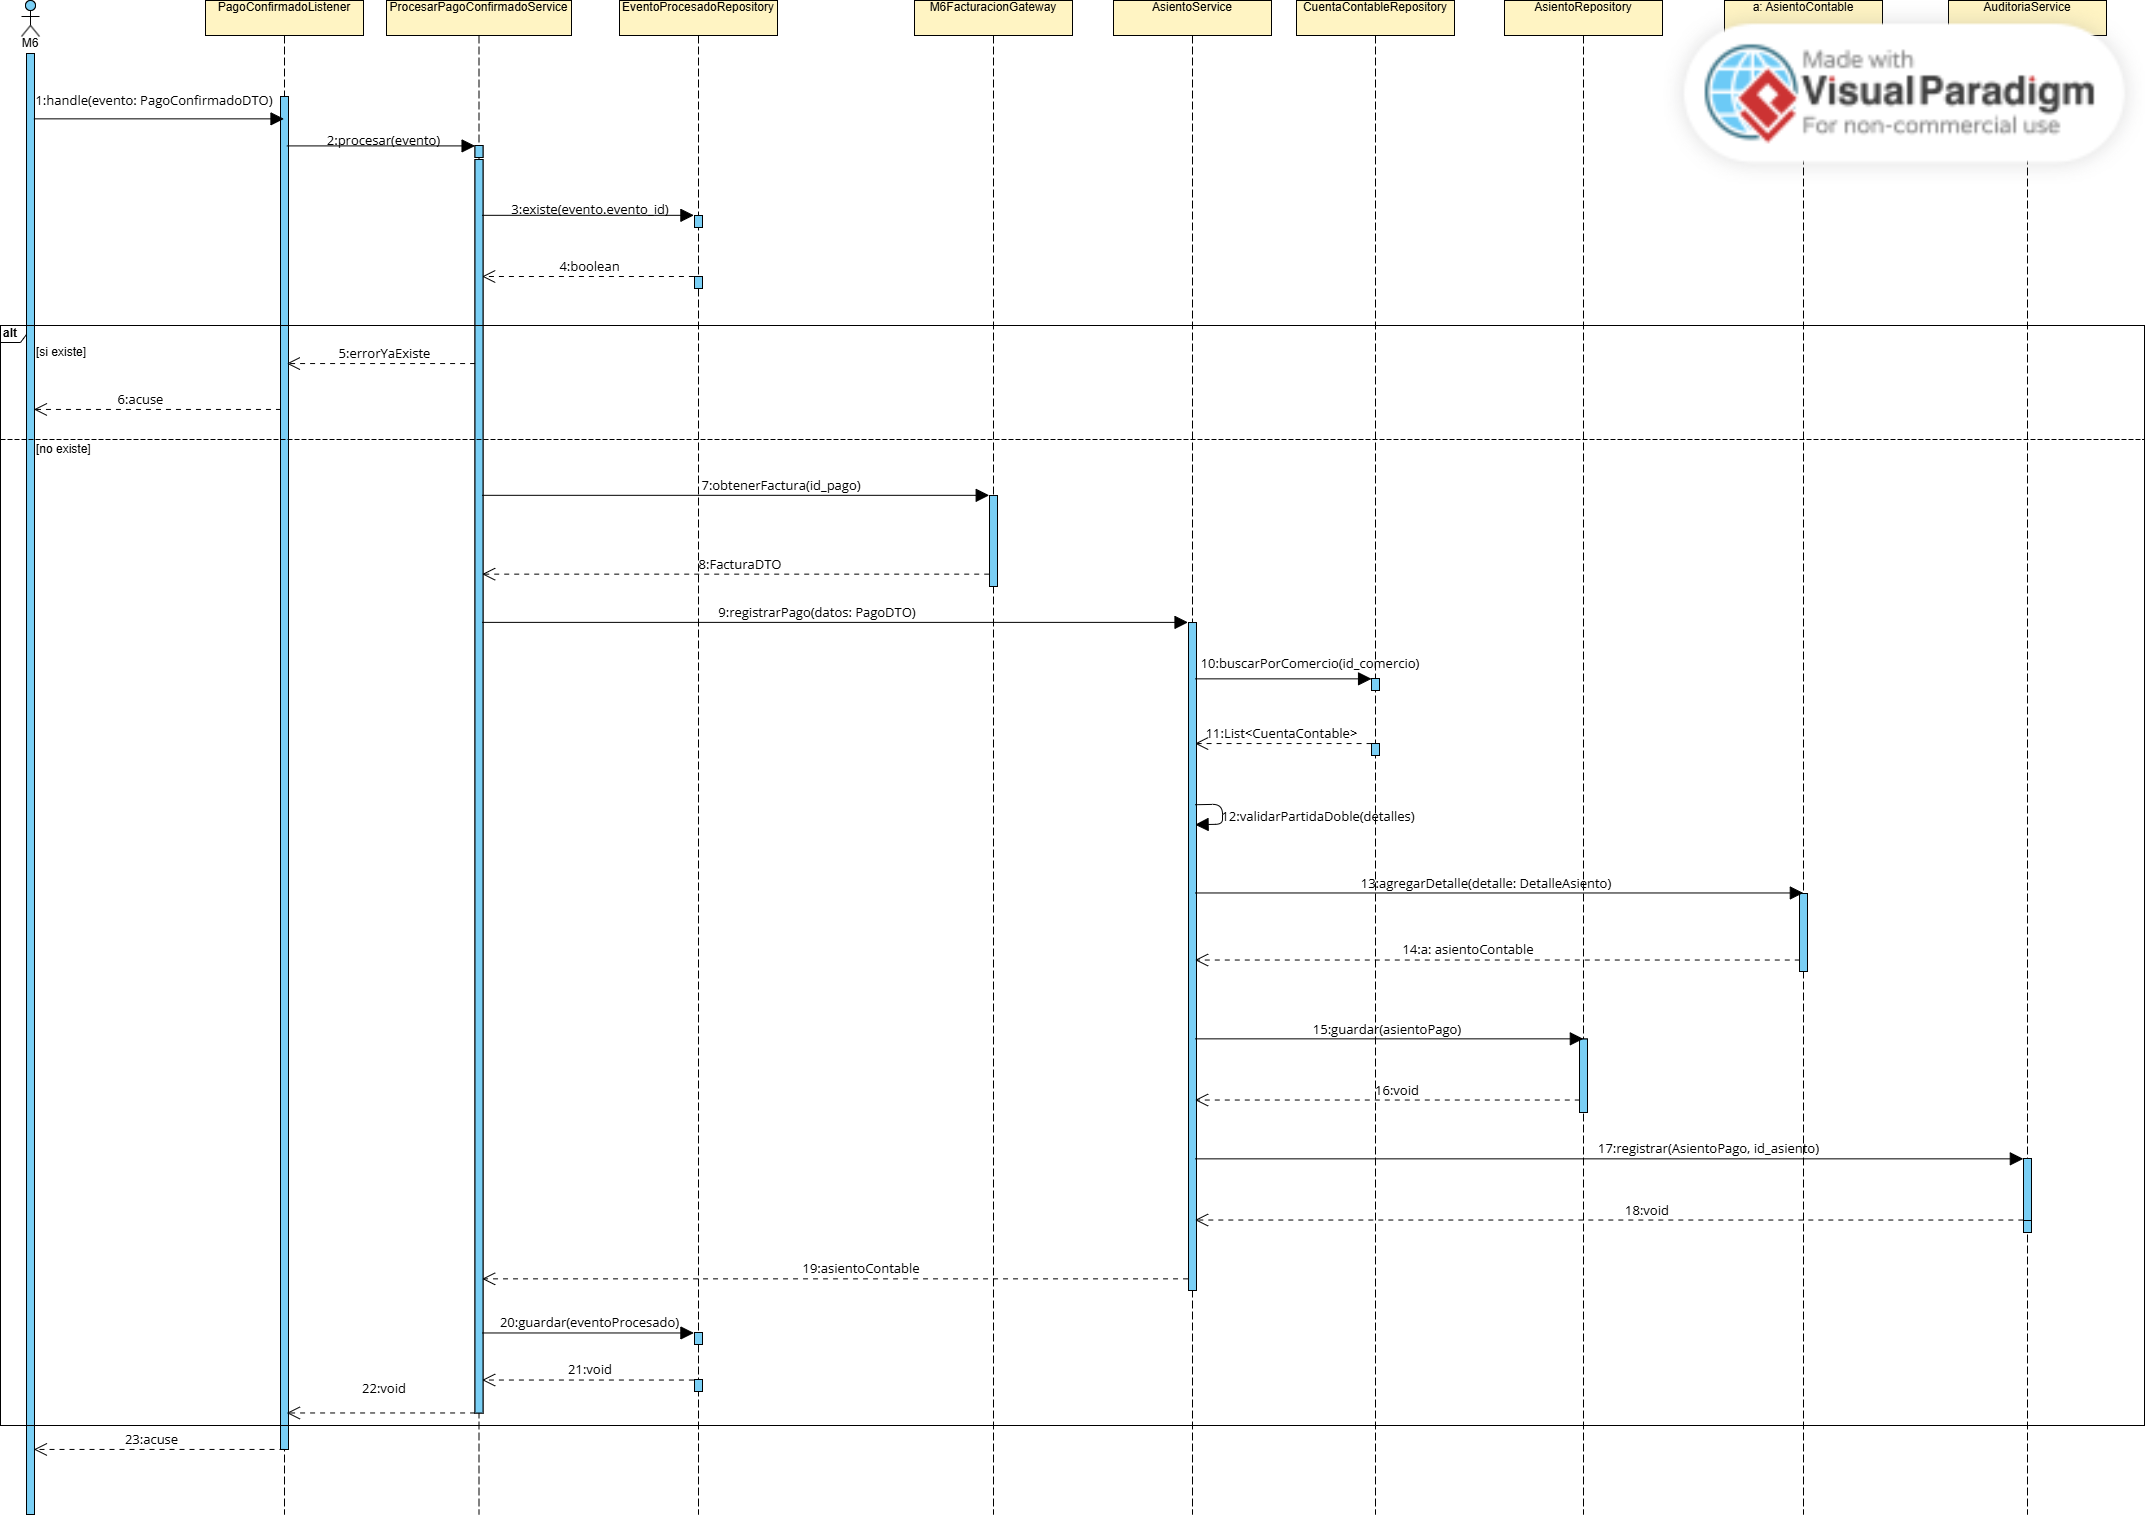 M6
PagoConfirmadoListener
ProcesarPagoConfirmadoService
EventoProcesadoRepository
M6FacturacionGateway
AsientoService
CuentaContableRepository
AsientoRepository
a: AsientoContable
AuditoriaService
Made with
Visual Paradigm
For non-commercial use
1:handle(evento: PagoConfirmadoDTO)
2:procesar(evento)
3:existe(evento.evento_id)
4:boolean
alt
[si existe]
5:errorYaExiste
6:acuse
[no existe]
7:obtenerFactura(id_pago)
8:FacturaDTO
9:registrarPago(datos: PagoDTO)
10:buscarPorComercio(id_comercio)
11:List<CuentaContable>
12:validarPartidaDoble(detalles)
13:agregarDetalle(detalle: DetalleAsiento)
14:a: asientoContable
15:guardar(asientoPago)
16:void
17:registrar(AsientoPago, id_asiento)
18:void
19:asientoContable
20:guardar(eventoProcesado)
21:void
22:void
23:acuse